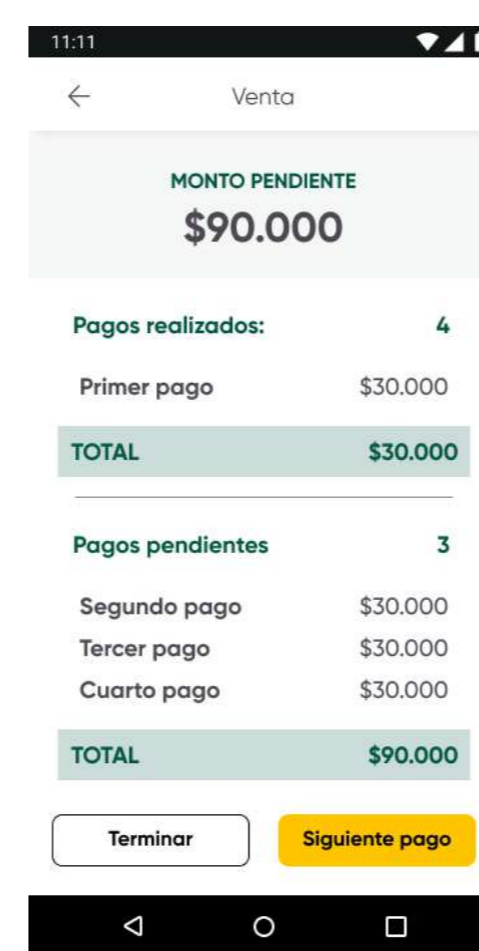 11:11
Venta
MONTO PENDIENTE
$90.000
Pagos realizados: 4
Primer pago $30.000
TOTAL $30.000
Pagos pendientes 3
Segundo pago $30.000
Tercer pago $30.000
Cuarto pago $30.000
TOTAL $90.000
Terminar Siguiente pago